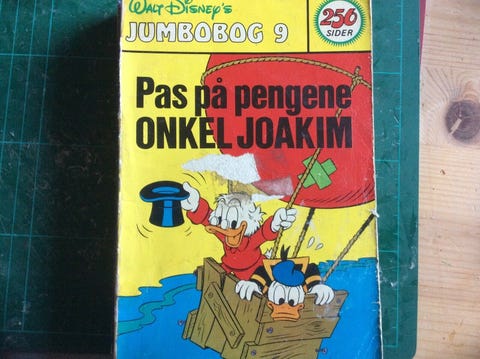 WALT DISNEY'S
JUMBOBOG 9
256
SIDER
Pas på pengene
ONKEL JOAKIM